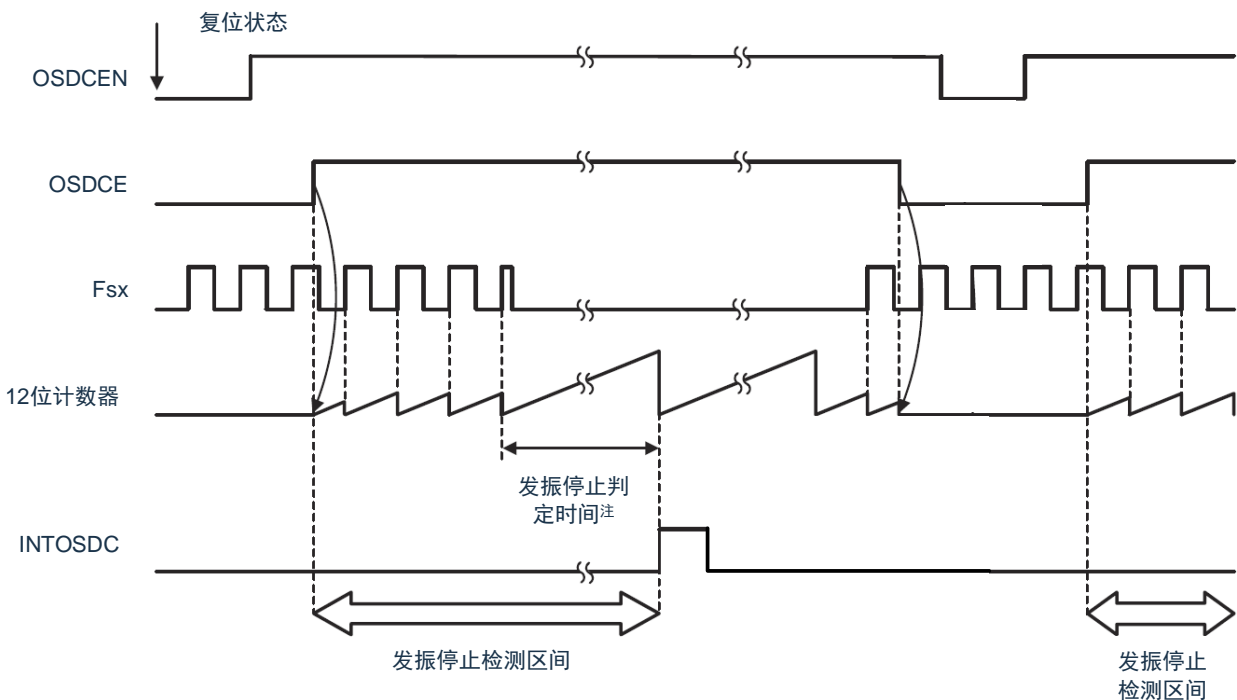 复位状态
OSDCEN
OSDCE
Fsx
12位计数器
发振停止判
定时间注
INTOSDC
发振停止检测区间
发振停止
检测区间